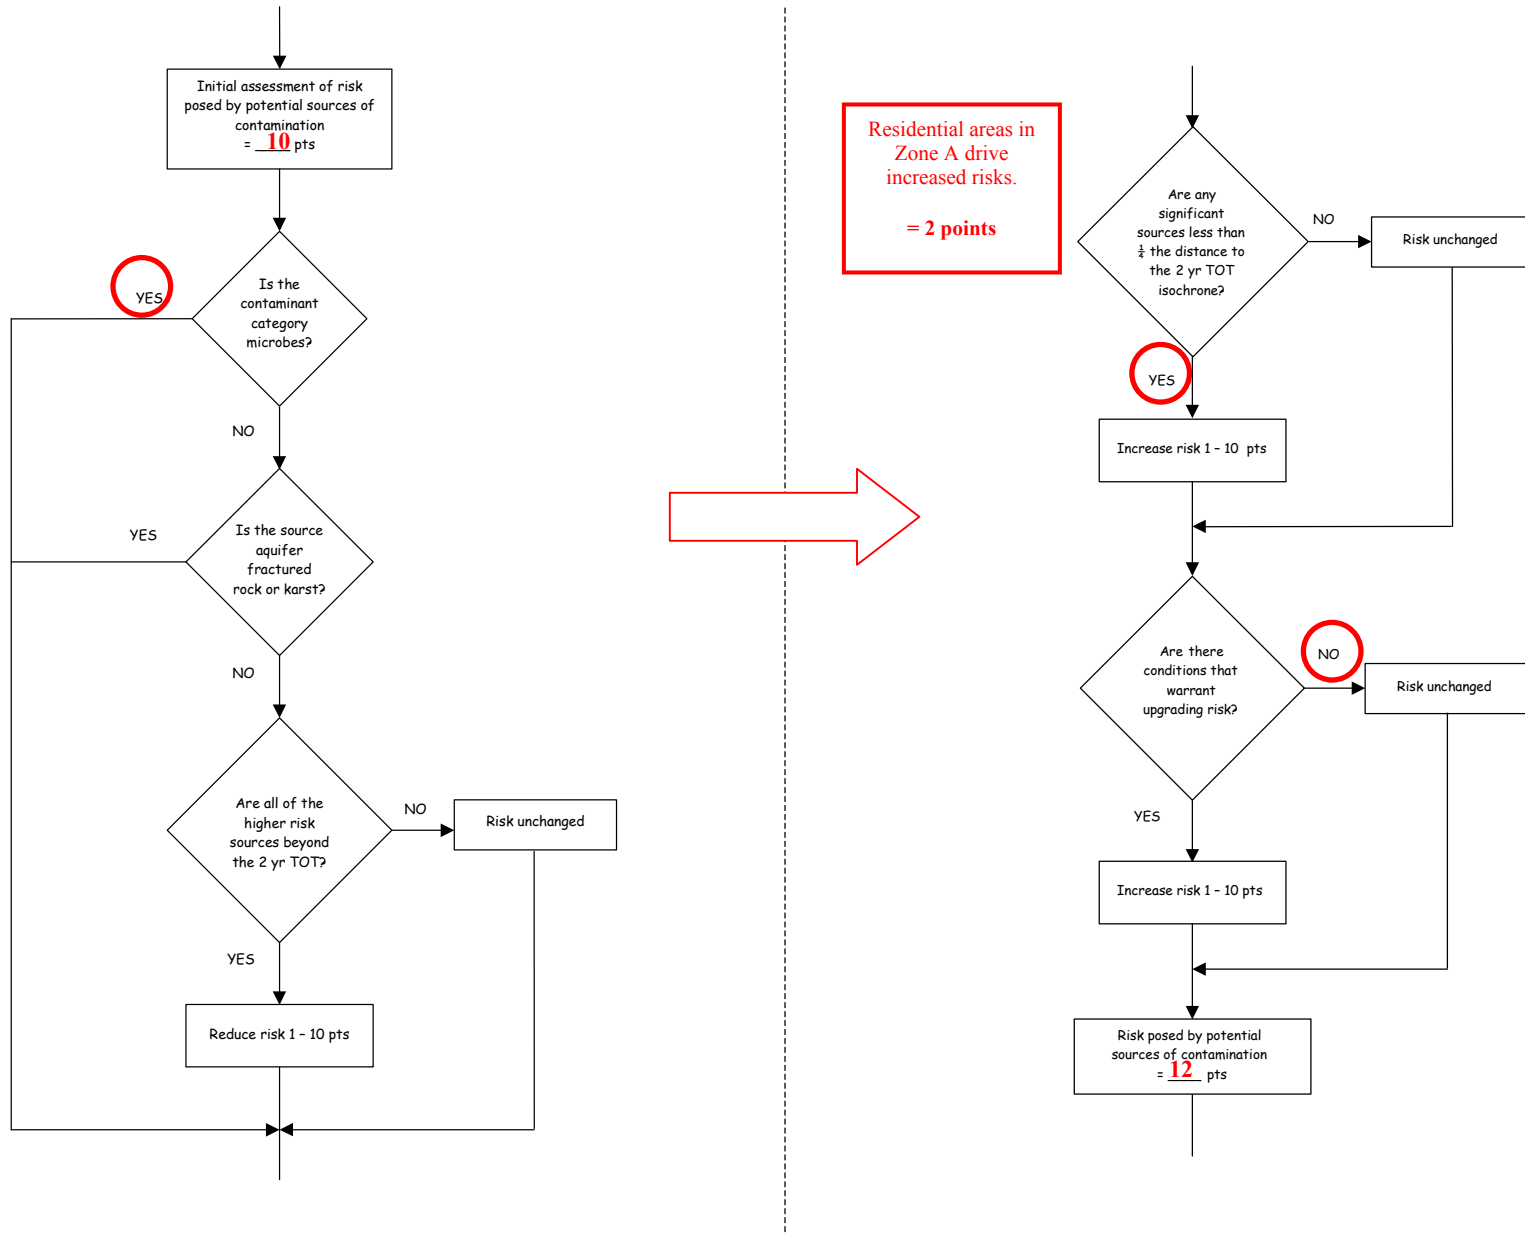 Initial assessment of risk
posed by potential sources of
contamination
= 10 pts
Is the
contaminant
category
microbes?
YES
NO
Is the source
aquifer
fractured
rock or karst?
YES
NO
Are all of the
higher risk
sources beyond
the 2 yr TOT?
NO
Risk unchanged
YES
Reduce risk 1 – 10 pts
Residential areas in
Zone A drive
increased risks.
= 2 points
Are any
significant
sources less than
¼ the distance to
the 2 yr TOT
isochrone?
NO
Risk unchanged
YES
Increase risk 1 – 10 pts
Are there
conditions that
warrant
upgrading risk?
NO
Risk unchanged
YES
Increase risk 1 – 10 pts
Risk posed by potential
sources of contamination
= 12 pts